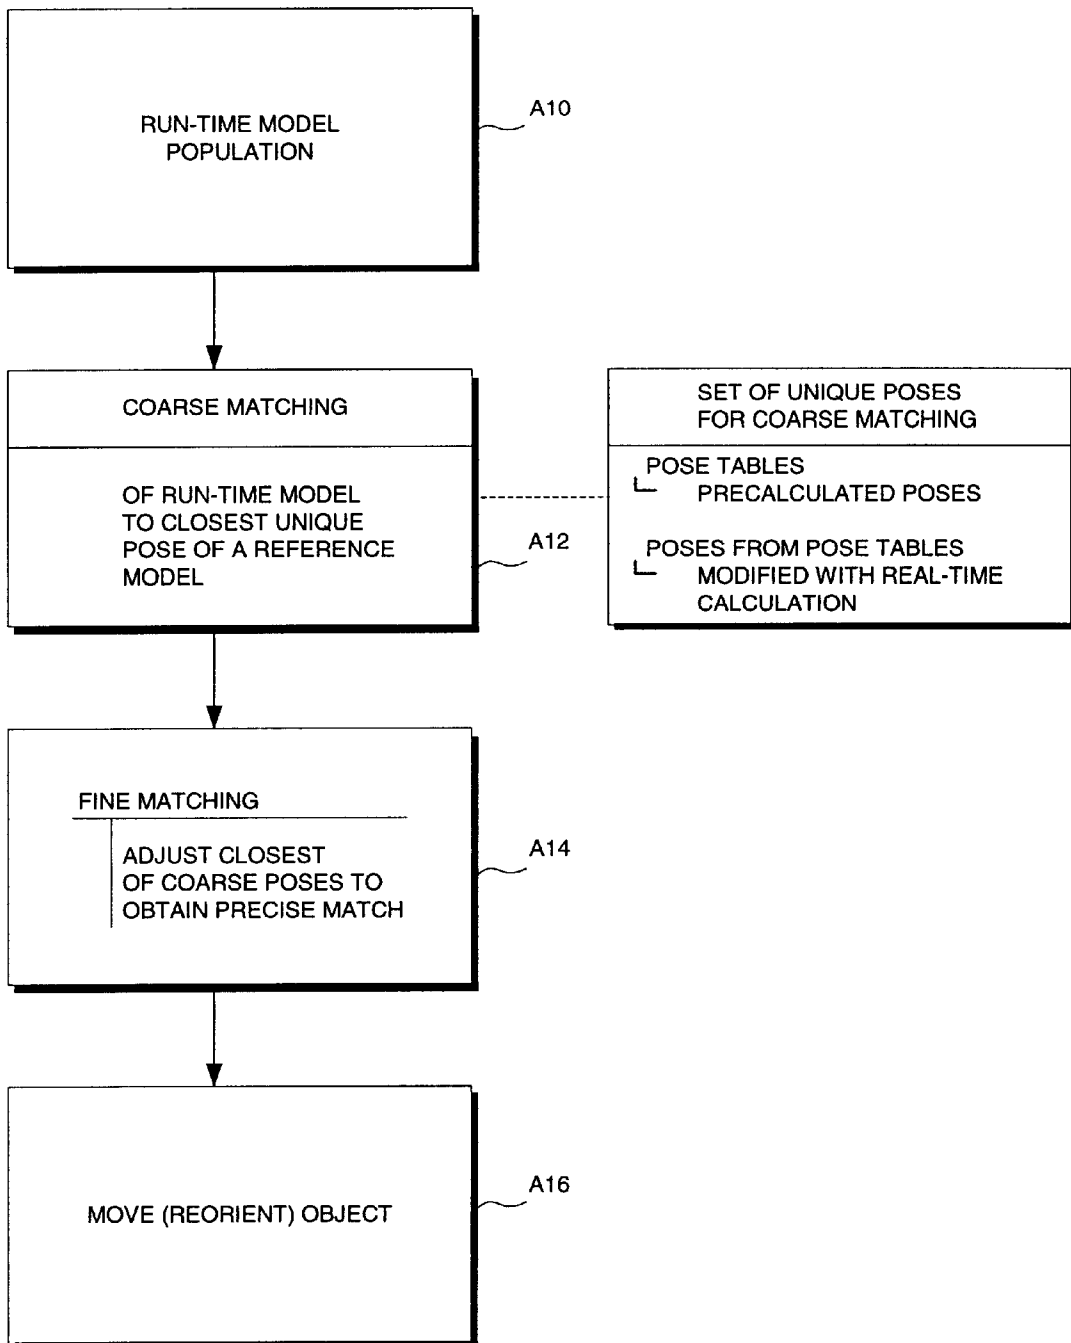 RUN-TIME MODEL
POPULATION
A10
COARSE MATCHING
OF RUN-TIME MODEL
TO CLOSEST UNIQUE
POSE OF A REFERENCE
MODEL
A12
SET OF UNIQUE POSES
FOR COARSE MATCHING
POSE TABLES
PRECALCULATED POSES
POSES FROM POSE TABLES
MODIFIED WITH REAL-TIME
CALCULATION
FINE MATCHING
ADJUST CLOSEST
OF COARSE POSES TO
OBTAIN PRECISE MATCH
A14
MOVE (REORIENT) OBJECT
A16